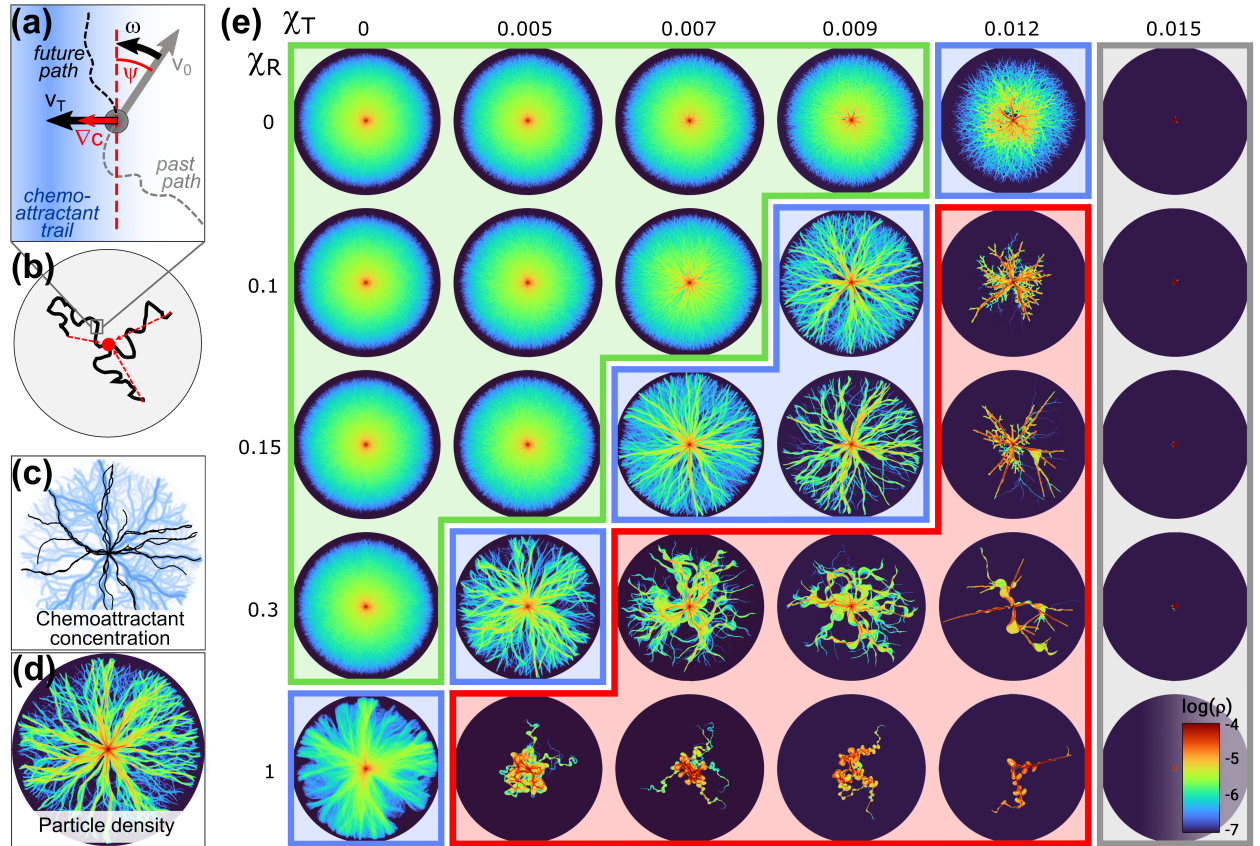 (a)
future
path
ω
ψ
v0
vT
∇c
past
path
chemo-
attractant
trail
(b)
(c)
Chemoattractant
concentration
(d)
Particle density
(e)
χT
0
0.005
0.007
0.009
0.012
0.015
χR
0
0.1
0.15
0.3
1
log(ρ)
-4
-5
-6
-7